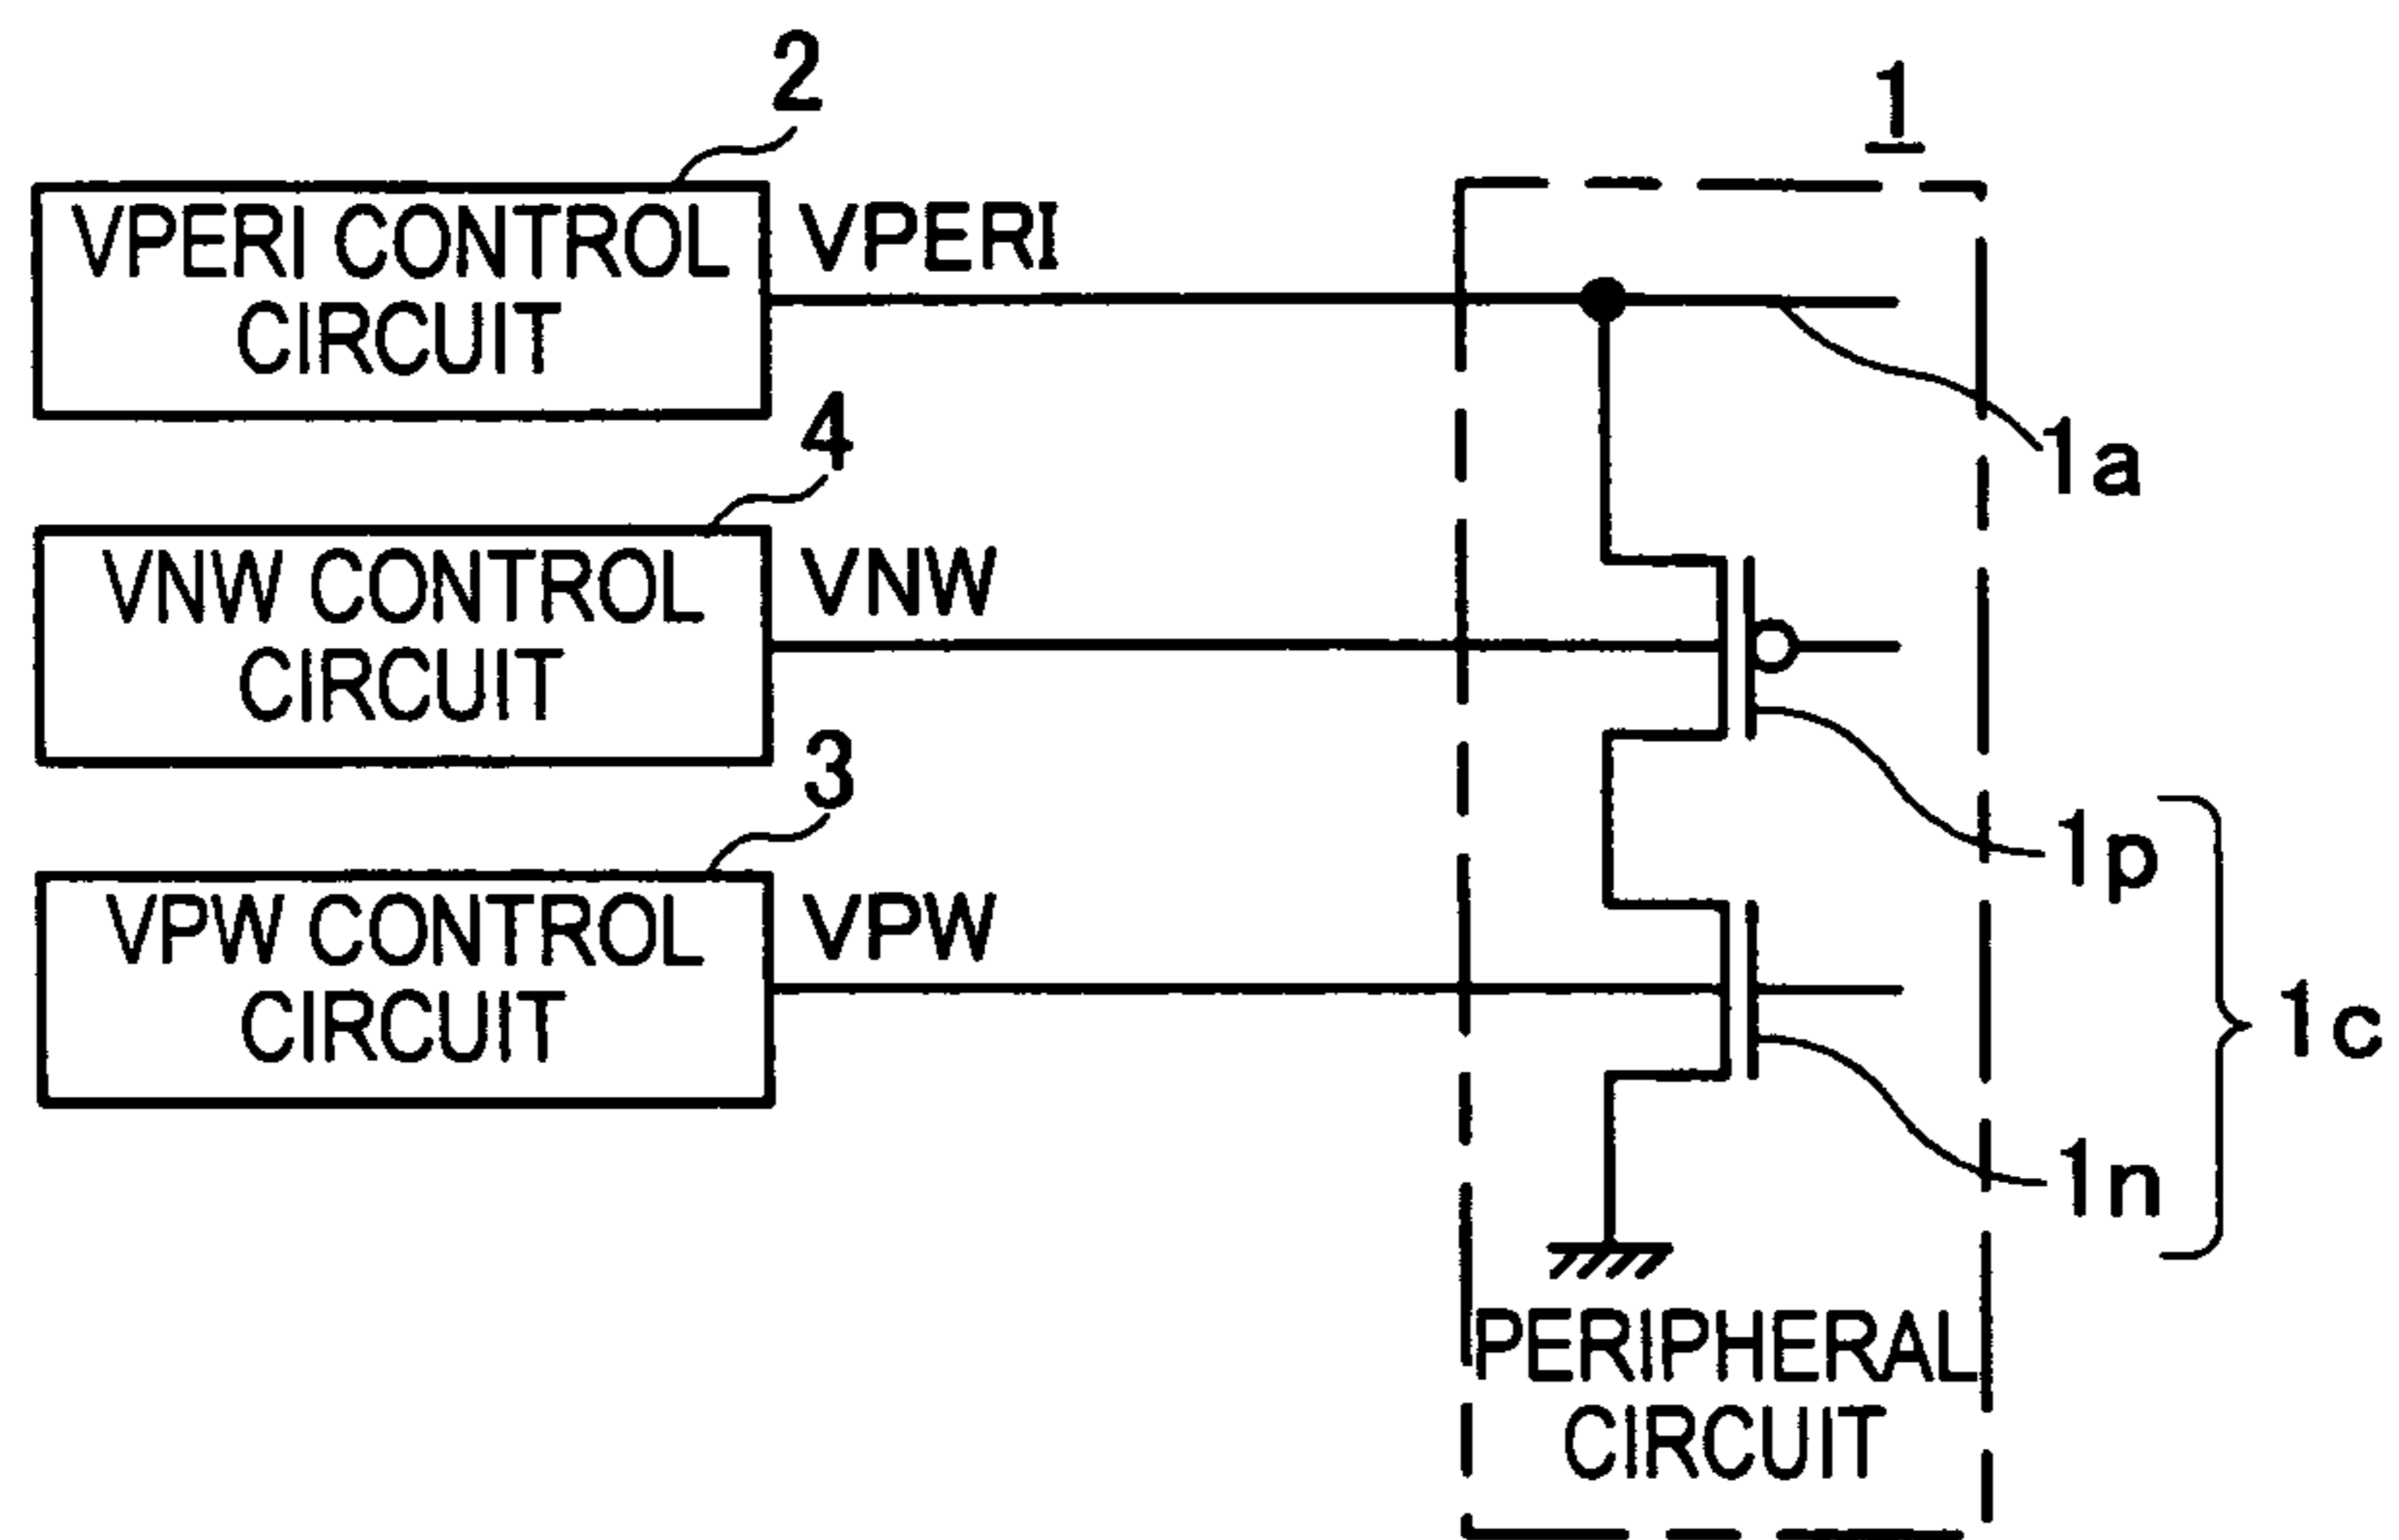 2
1
VPERI CONTROL
CIRCUIT
VPERI
1a
4
VNW CONTROL
CIRCUIT
VNW
1p
3
VPW CONTROL
CIRCUIT
VPW
1c
1n
PERIPHERAL
CIRCUIT